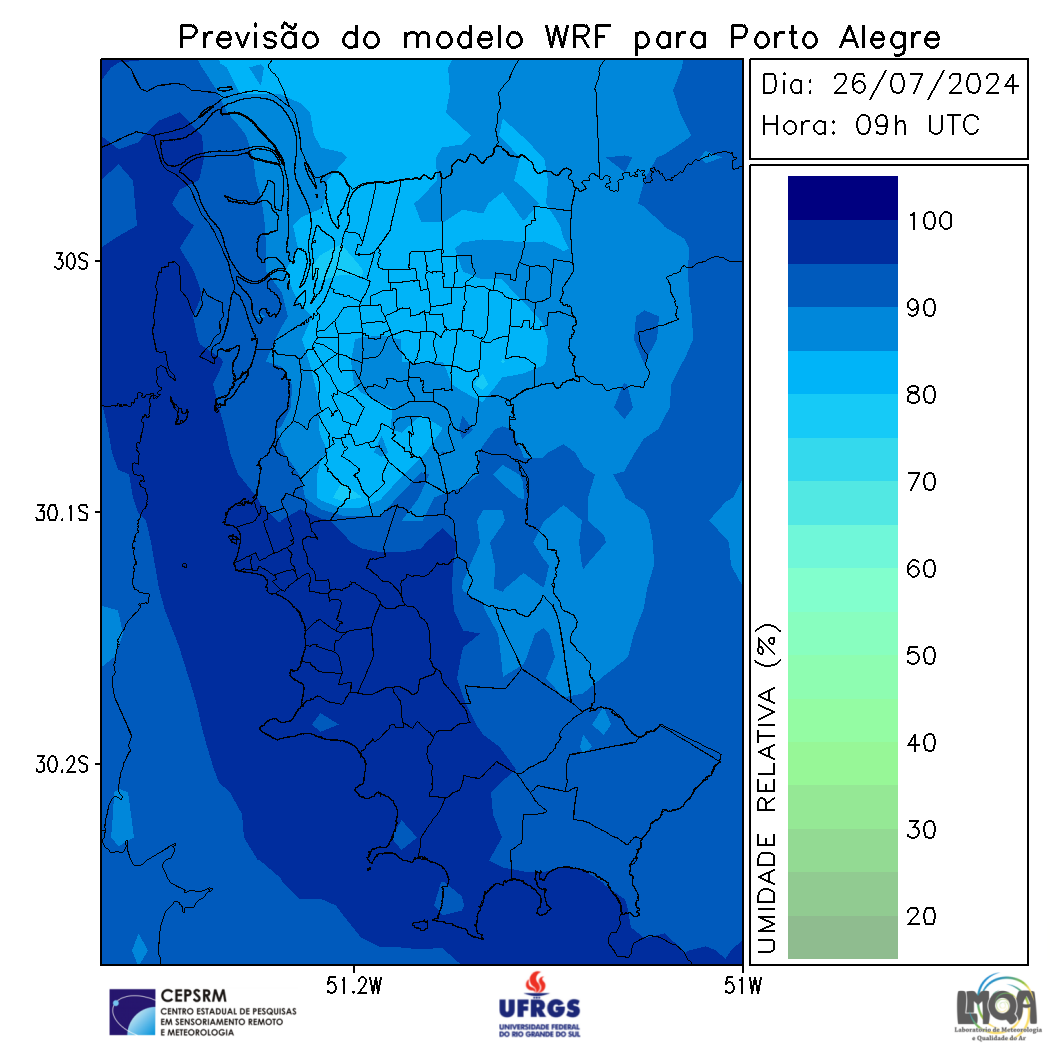 Previsão do modelo WRF para Porto Alegre
Dia: 26/07/2024
Hora: 09h UTC
100
90
80
70
60
50
40
30
20
UMIDADE RELATIVA (%)
30S
30.1S
30.2S
51.2W
51W
CEPSRM
CENTRO ESTADUAL DE PESQUISAS
EM SENSORIAMENTO REMOTO
E METEOROLOGIA
UFRGS
UNIVERSIDADE FEDERAL
DO RIO GRANDE DO SUL
LMQA
Laboratório de Meteorologia
e Qualidade do Ar